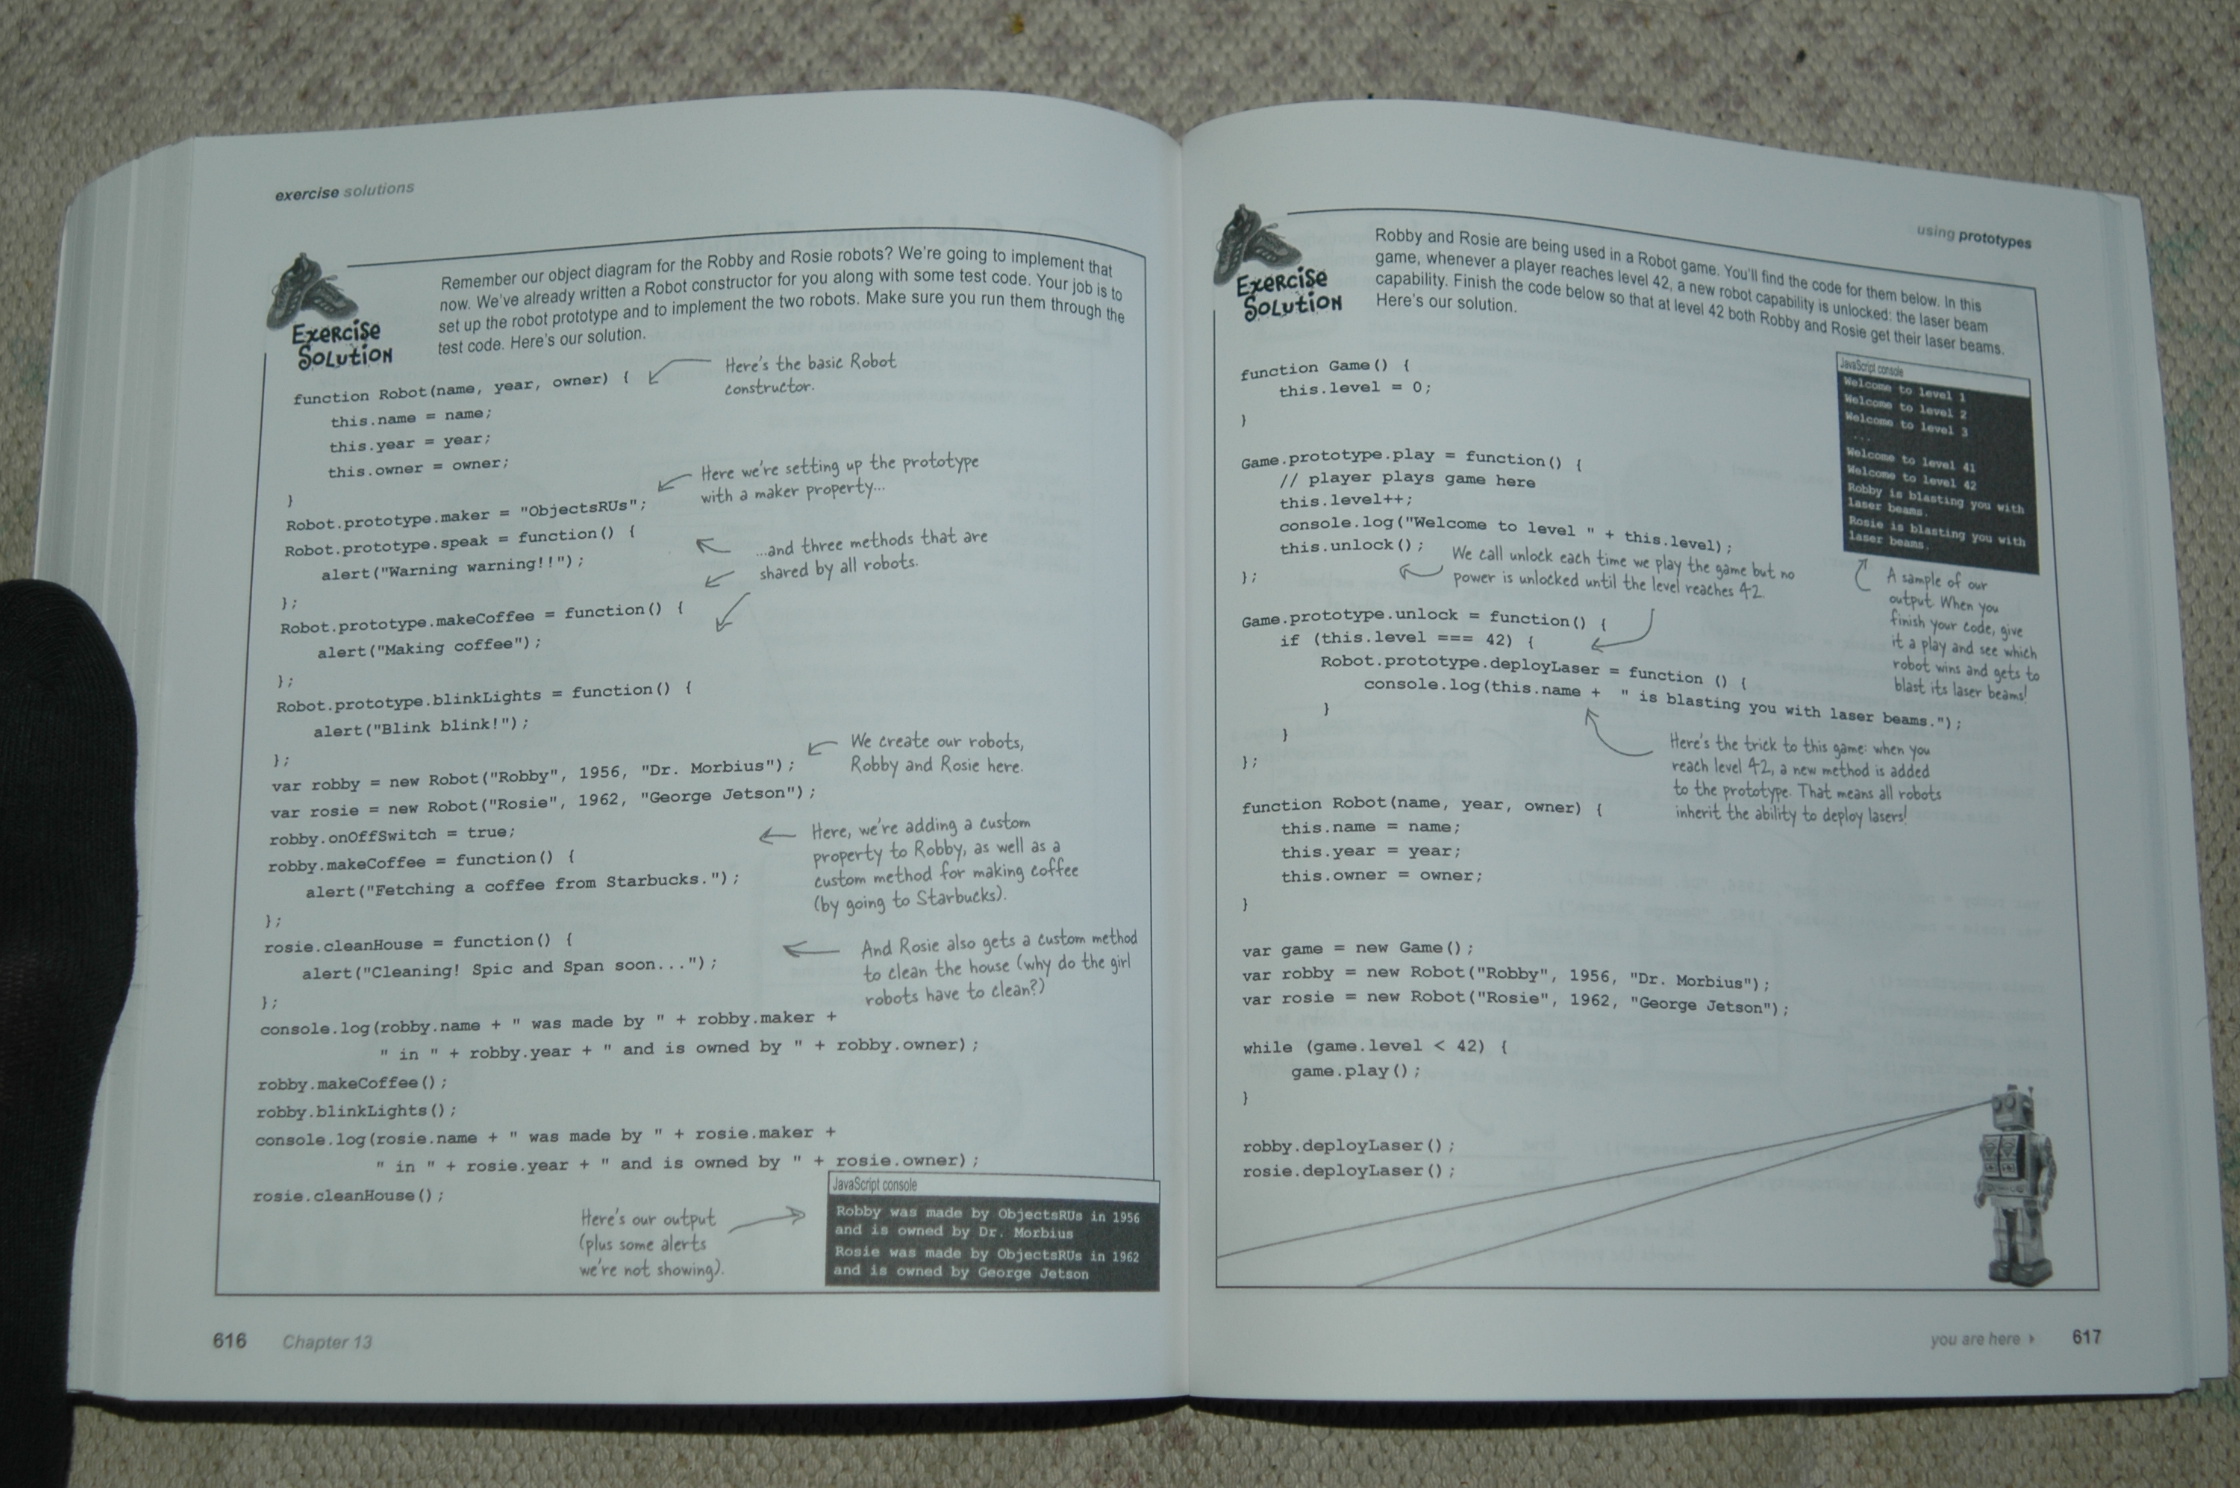 exercise solutions
Exercise
Solution
Remember our object diagram for the Robby and Rosie robots? We're going to implement that
now. We've already written a Robot constructor for you along with some test code. Your job is to
set up the robot prototype and to implement the two robots. Make sure you run them through the
test code. Here's our solution.
function Robot(name, year, owner) {
this.name = name;
this.year = year;
this.owner = owner;
}
Here's the basic Robot
constructor.
Robot.prototype.maker = "ObjectsRUs";
Here we're setting up the prototype
with a maker property...
Robot.prototype.speak = function() {
alert("Warning warning!!");
};
...and three methods that are
shared by all robots.
Robot.prototype.makeCoffee = function() {
alert("Making coffee");
};
Robot.prototype.blinkLights = function() {
alert("Blink blink!");
};
var robby = new Robot("Robby", 1956, "Dr. Morbius");
var rosie = new Robot("Rosie", 1962, "George Jetson");
We create our robots,
Robby and Rosie here.
robby.onOffSwitch = true;
robby.makeCoffee = function() {
alert("Fetching a coffee from Starbucks.");
};
Here, we're adding a custom
property to Robby, as well as a
custom method for making coffee
(by going to Starbucks).
rosie.cleanHouse = function() {
alert("Cleaning! Spic and Span soon...");
};
And Rosie also gets a custom method
to clean the house (why do the girl
robots have to clean?)
console.log(robby.name + " was made by " + robby.maker +
" in " + robby.year + " and is owned by " + robby.owner);
robby.makeCoffee();
robby.blinkLights();
console.log(rosie.name + " was made by " + rosie.maker +
" in " + rosie.year + " and is owned by " + rosie.owner);
rosie.cleanHouse();
Here's our output
(plus some alerts
we're not showing).
JavaScript console
Robby was made by ObjectsRUs in 1956
and is owned by Dr. Morbius
Rosie was made by ObjectsRUs in 1962
and is owned by George Jetson
616 Chapter 13
using prototypes
Exercise
Solution
Robby and Rosie are being used in a Robot game. You'll find the code for them below. In this
game, whenever a player reaches level 42, a new robot capability is unlocked: the laser beam
capability. Finish the code below so that at level 42 both Robby and Rosie get their laser beams.
Here's our solution.
function Game() {
this.level = 0;
}
Game.prototype.play = function() {
// player plays game here
this.level++;
console.log("Welcome to level " + this.level);
this.unlock();
};
We call unlock each time we play the game but no
power is unlocked until the level reaches 42.
Game.prototype.unlock = function() {
if (this.level === 42) {
Robot.prototype.deployLaser = function () {
console.log(this.name + " is blasting you with laser beams.");
}
}
};
Here's the trick to this game: when you
reach level 42, a new method is added
to the prototype. That means all robots
inherit the ability to deploy lasers!
JavaScript console
Welcome to level 1
Welcome to level 2
Welcome to level 3
...
Welcome to level 41
Welcome to level 42
Robby is blasting you with
laser beams.
Rosie is blasting you with
laser beams.
A sample of our
output. When you
finish your code, give
it a play and see which
robot wins and gets to
blast its laser beams!
function Robot(name, year, owner) {
this.name = name;
this.year = year;
this.owner = owner;
}
var game = new Game();
var robby = new Robot("Robby", 1956, "Dr. Morbius");
var rosie = new Robot("Rosie", 1962, "George Jetson");
while (game.level < 42) {
game.play();
}
robby.deployLaser();
rosie.deployLaser();
you are here › 617